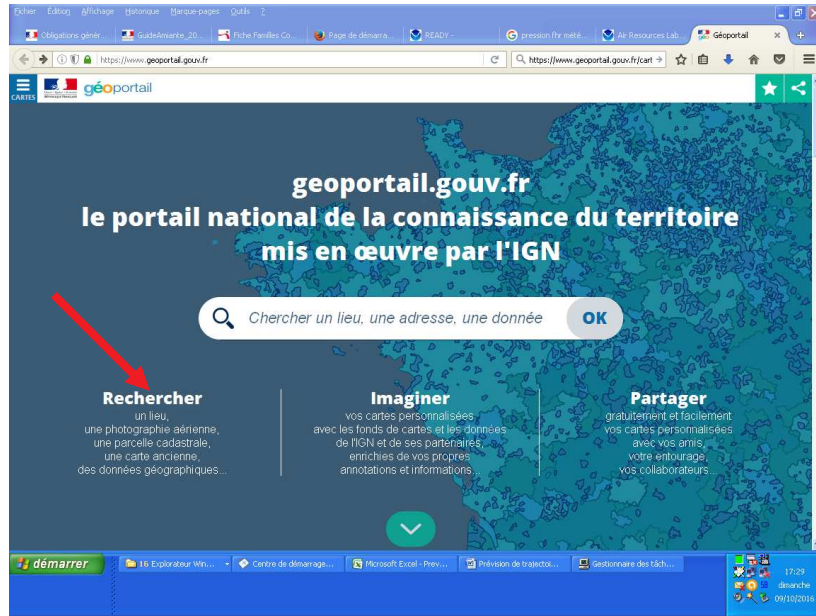 Fichier Édition Affichage Historique Marque-pages Outils ?
Obligations génér...
GuideAmiante_20...
Fiche Familles Co...
Page de démarra...
READY -
pression fhr mété...
Air Resources Lab...
Géoportail
https://www.geoportail.gouv.fr
https://www.geoportail.gouv.fr/cart
CARTES
géoportail
geoportail.gouv.fr
le portail national de la connaissance du territoire
mis en œuvre par l'IGN
Chercher un lieu, une adresse, une donnée OK
Rechercher
un lieu,
une photographie aérienne,
une parcelle cadastrale,
une carte ancienne,
des données géographiques...
Imaginer
vos cartes personnalisées
avec les fonds de cartes et les données
de l'IGN et de ses partenaires,
enrichies de vos propres
annotations et informations...
Partager
gratuitement et facilement
vos cartes personnalisées
avec vos amis,
votre entourage,
vos collaborateurs...
démarrer
16 Explorateur Win...
Centre de démarrage...
Microsoft Excel - Prev...
Prévision de trajectoi...
Gestionnaire des tâch...
17:29
dimanche
09/10/2016